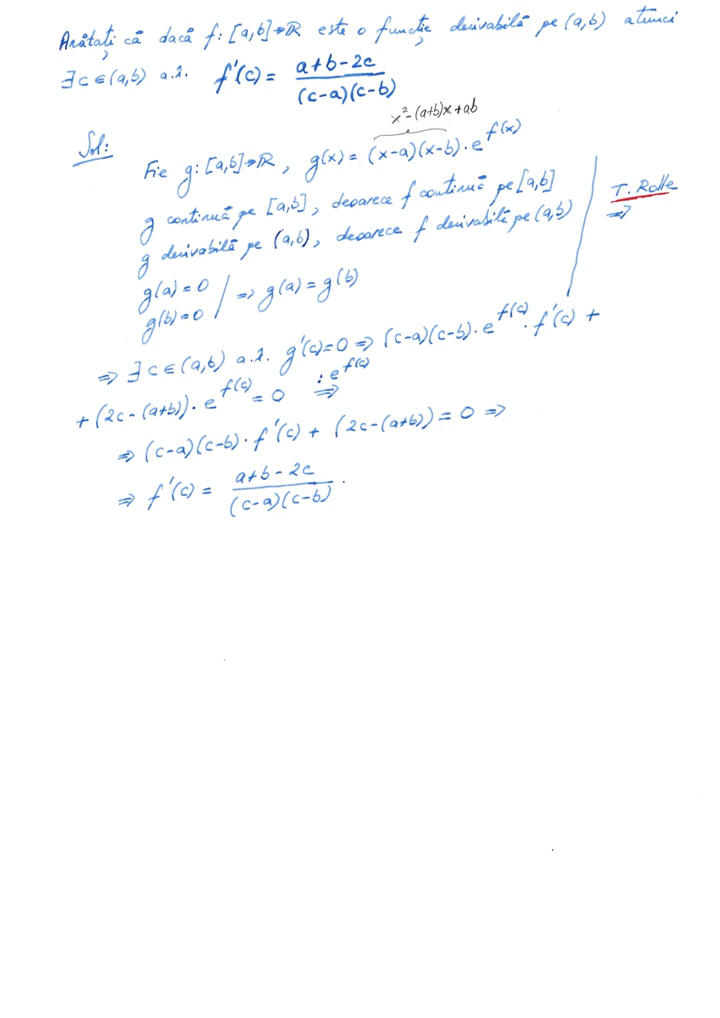 Arătați că dacă f: [a,b]→ℝ este o funcție derivabilă pe (a,b) atunci
∃c∈(a,b) a.î. f'(c) = (a+b-2c)/((c-a)(c-b))
x²-(a+b)x+ab
Sol:
Fie g: [a,b]→ℝ, g(x) = (x-a)(x-b)·e^f(x)
g continuă pe [a,b], deoarece f continuă pe [a,b]
g derivabilă pe (a,b), deoarece f derivabilă pe (a,b)
T. Rolle
⇒
g(a)=0
g(b)=0 | ⇒ g(a)=g(b)
⇒ ∃c∈(a,b) a.î. g'(c)=0 ⇒ (c-a)(c-b)·e^f(c)·f'(c) +
+ (2c-(a+b))·e^f(c) = 0 :e^f(c) ⇒
⇒ (c-a)(c-b)·f'(c) + (2c-(a+b)) = 0 ⇒
⇒ f'(c) = (a+b-2c)/((c-a)(c-b)).